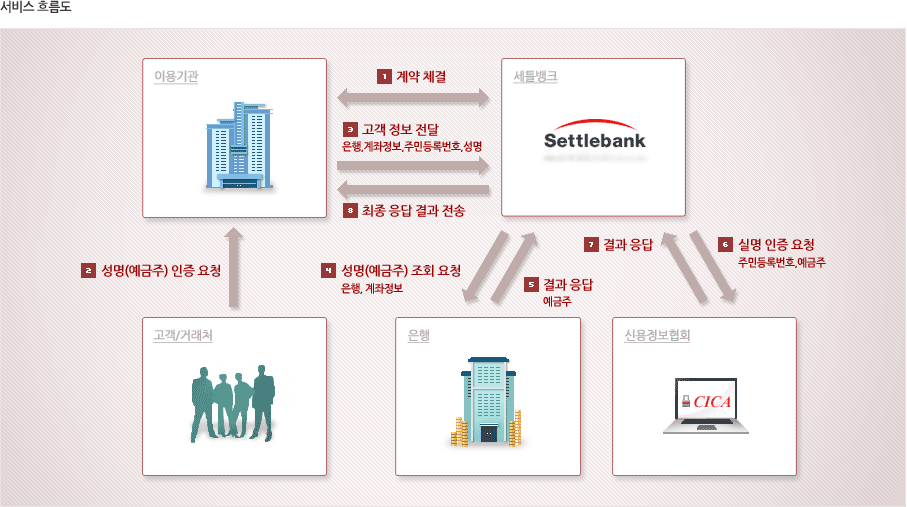 서비스 흐름도
이용기관
1 계약 체결
세틀뱅크
Settlebank
3 고객 정보 전달
은행,계좌정보,주민등록번호,성명
8 최종 응답 결과 전송
2 성명(예금주) 인증 요청
4 성명(예금주) 조회 요청
은행, 계좌정보
5 결과 응답
예금주
7 결과 응답
6 실명 인증 요청
주민등록번호,예금주
고객/거래처
은행
신용정보협회
CICA